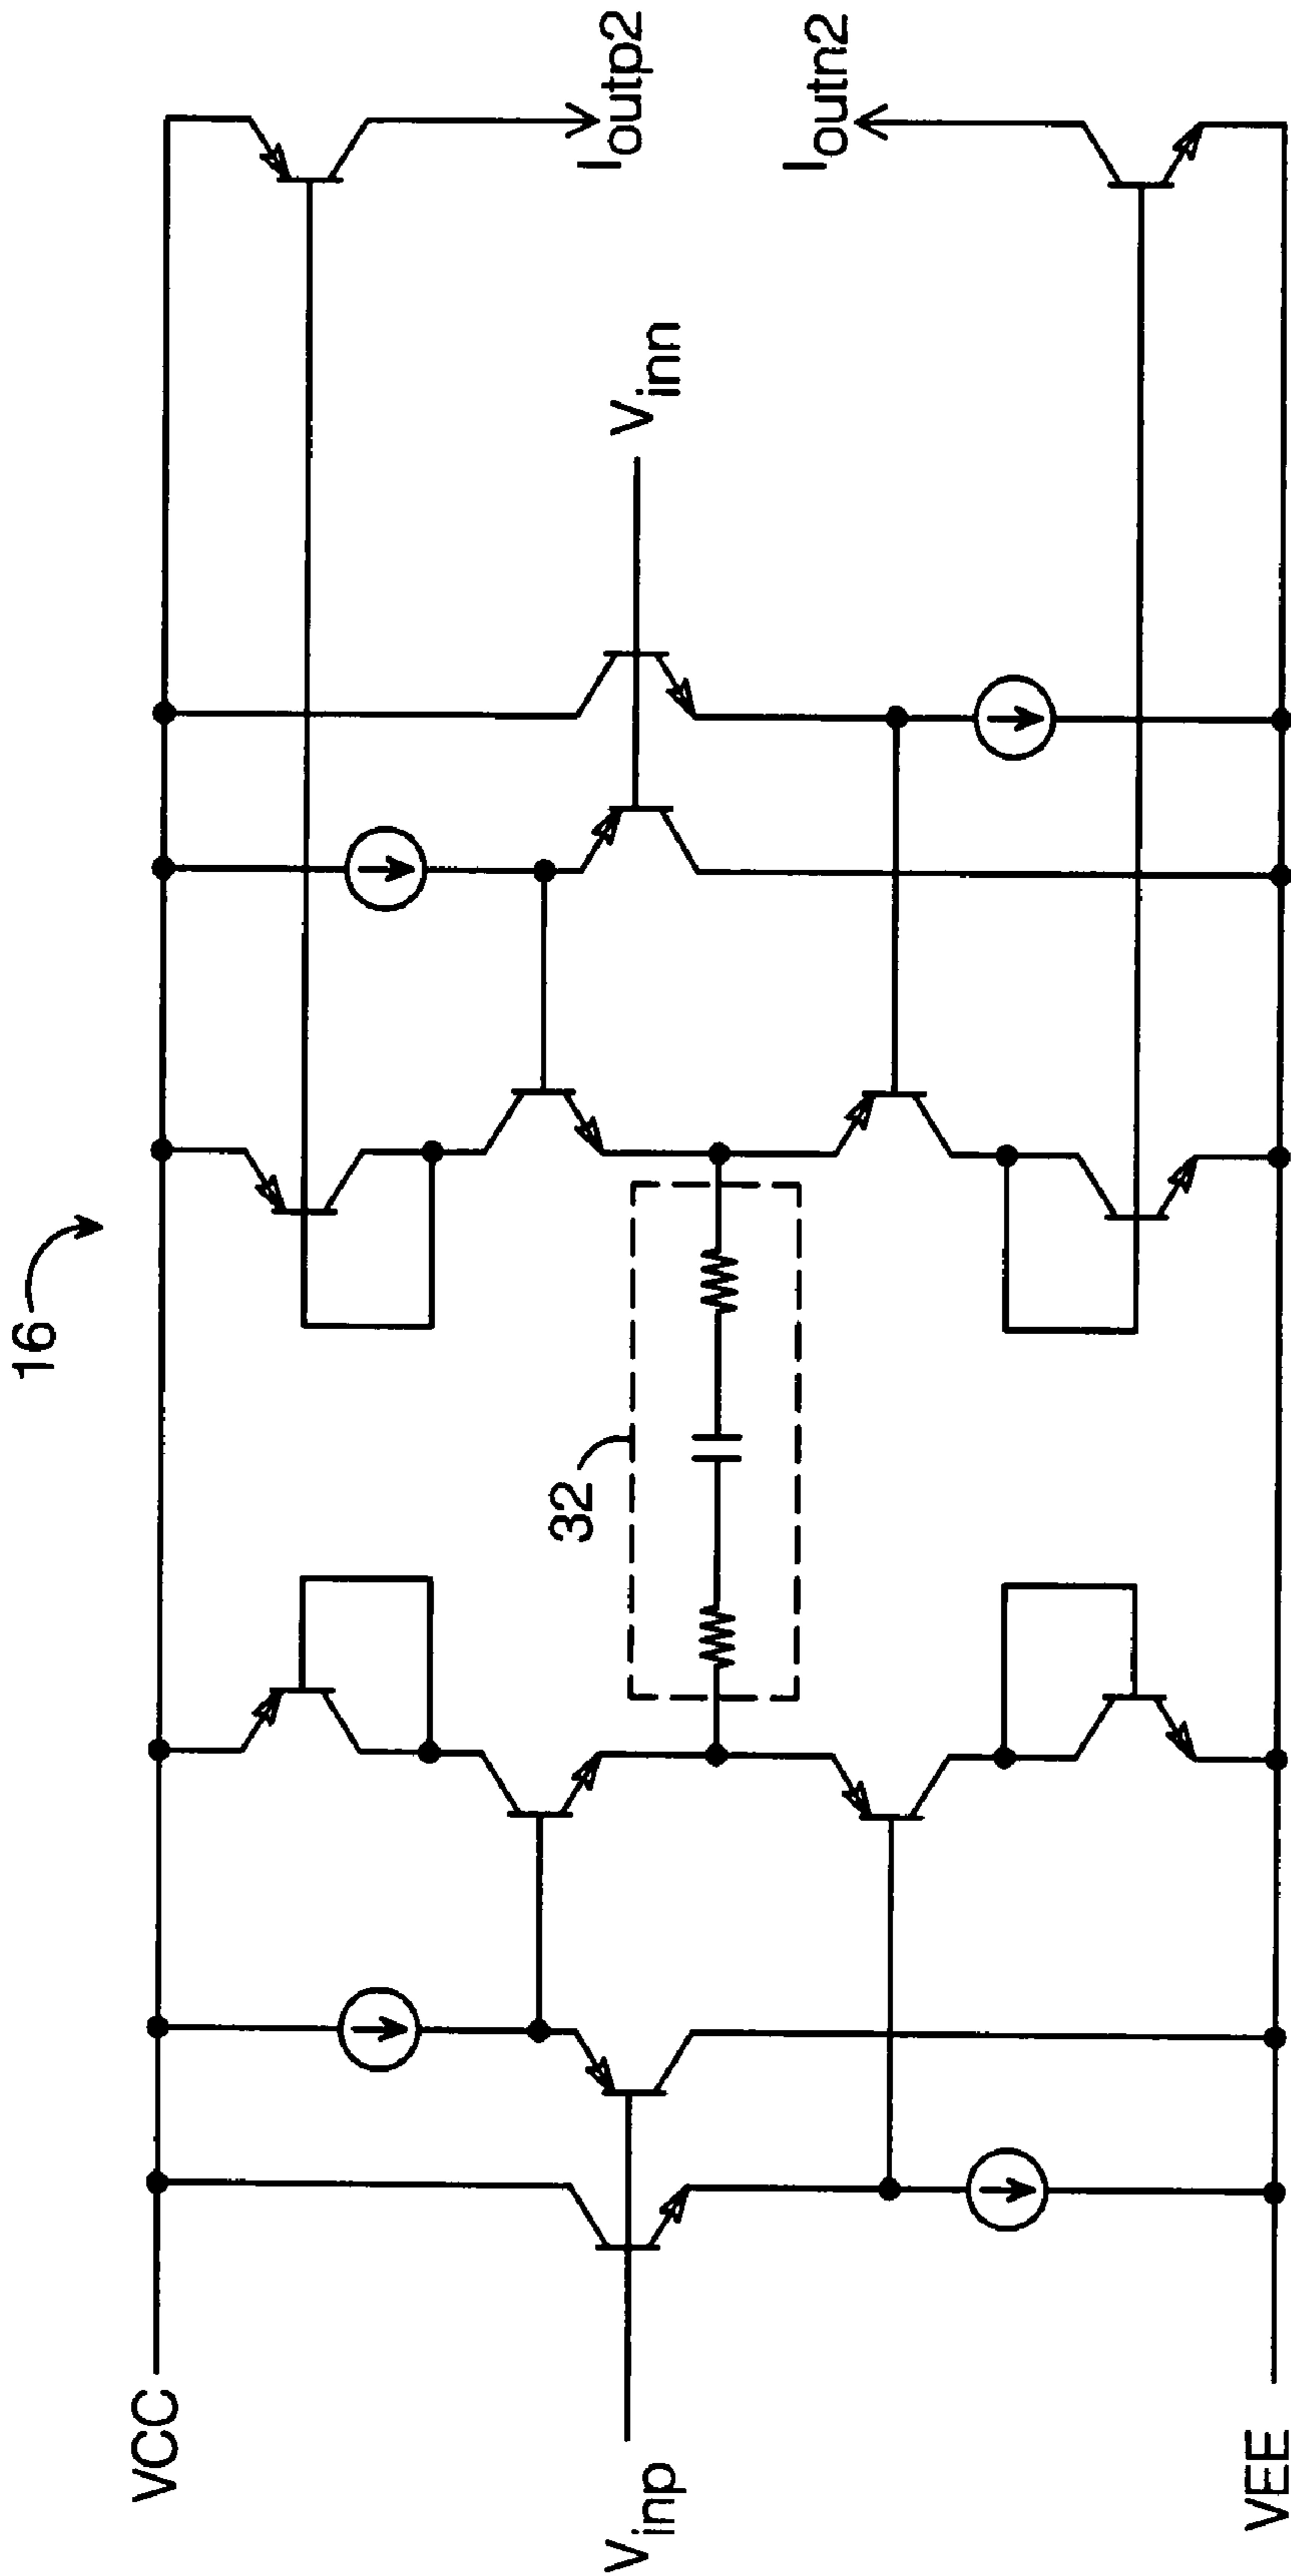 16
VCC
V_inp
32
V_inn
I_outp2
I_outn2
VEE